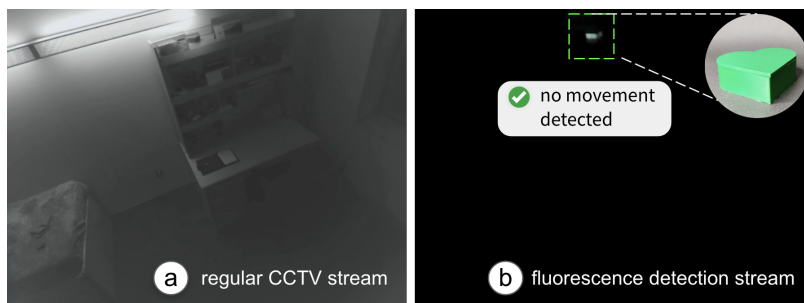 no movement
detected
a regular CCTV stream
b fluorescence detection stream